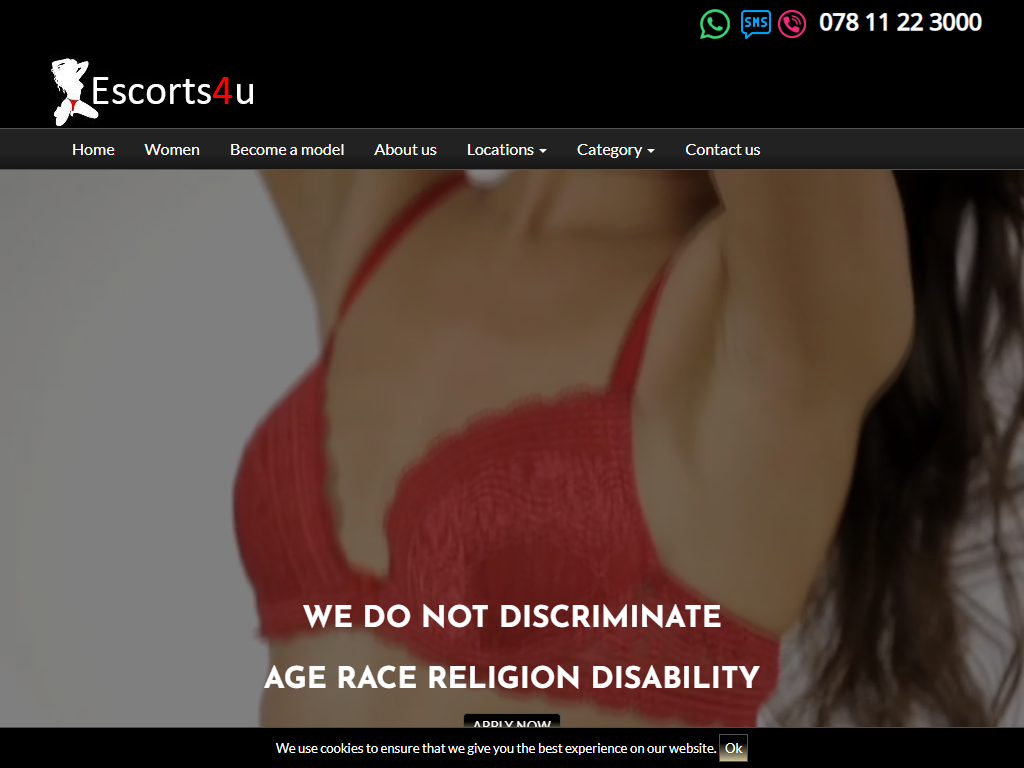 SMS 078 11 22 3000
Escorts4u
Home Women Become a model About us Locations Category Contact us
WE DO NOT DISCRIMINATE
AGE RACE RELIGION DISABILITY
APPLY NOW
We use cookies to ensure that we give you the best experience on our website. Ok